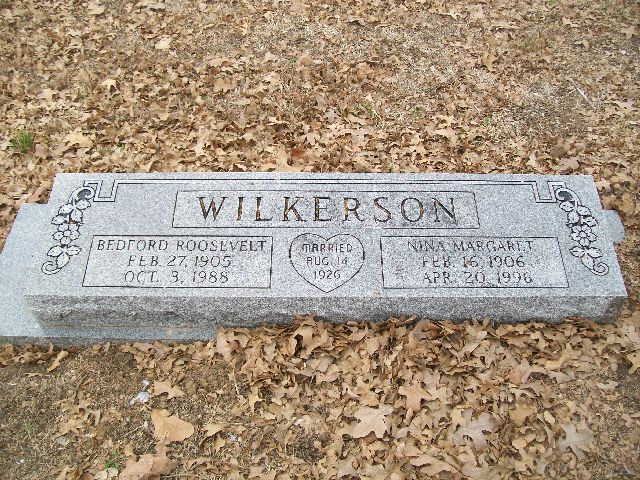 WILKERSON
BEDFORD ROOSEVELT
FEB. 27, 1905
OCT. 3, 1988
MARRIED
AUG. 14
1926
NINA MARGARET
FEB. 16, 1906
APR. 20, 1996